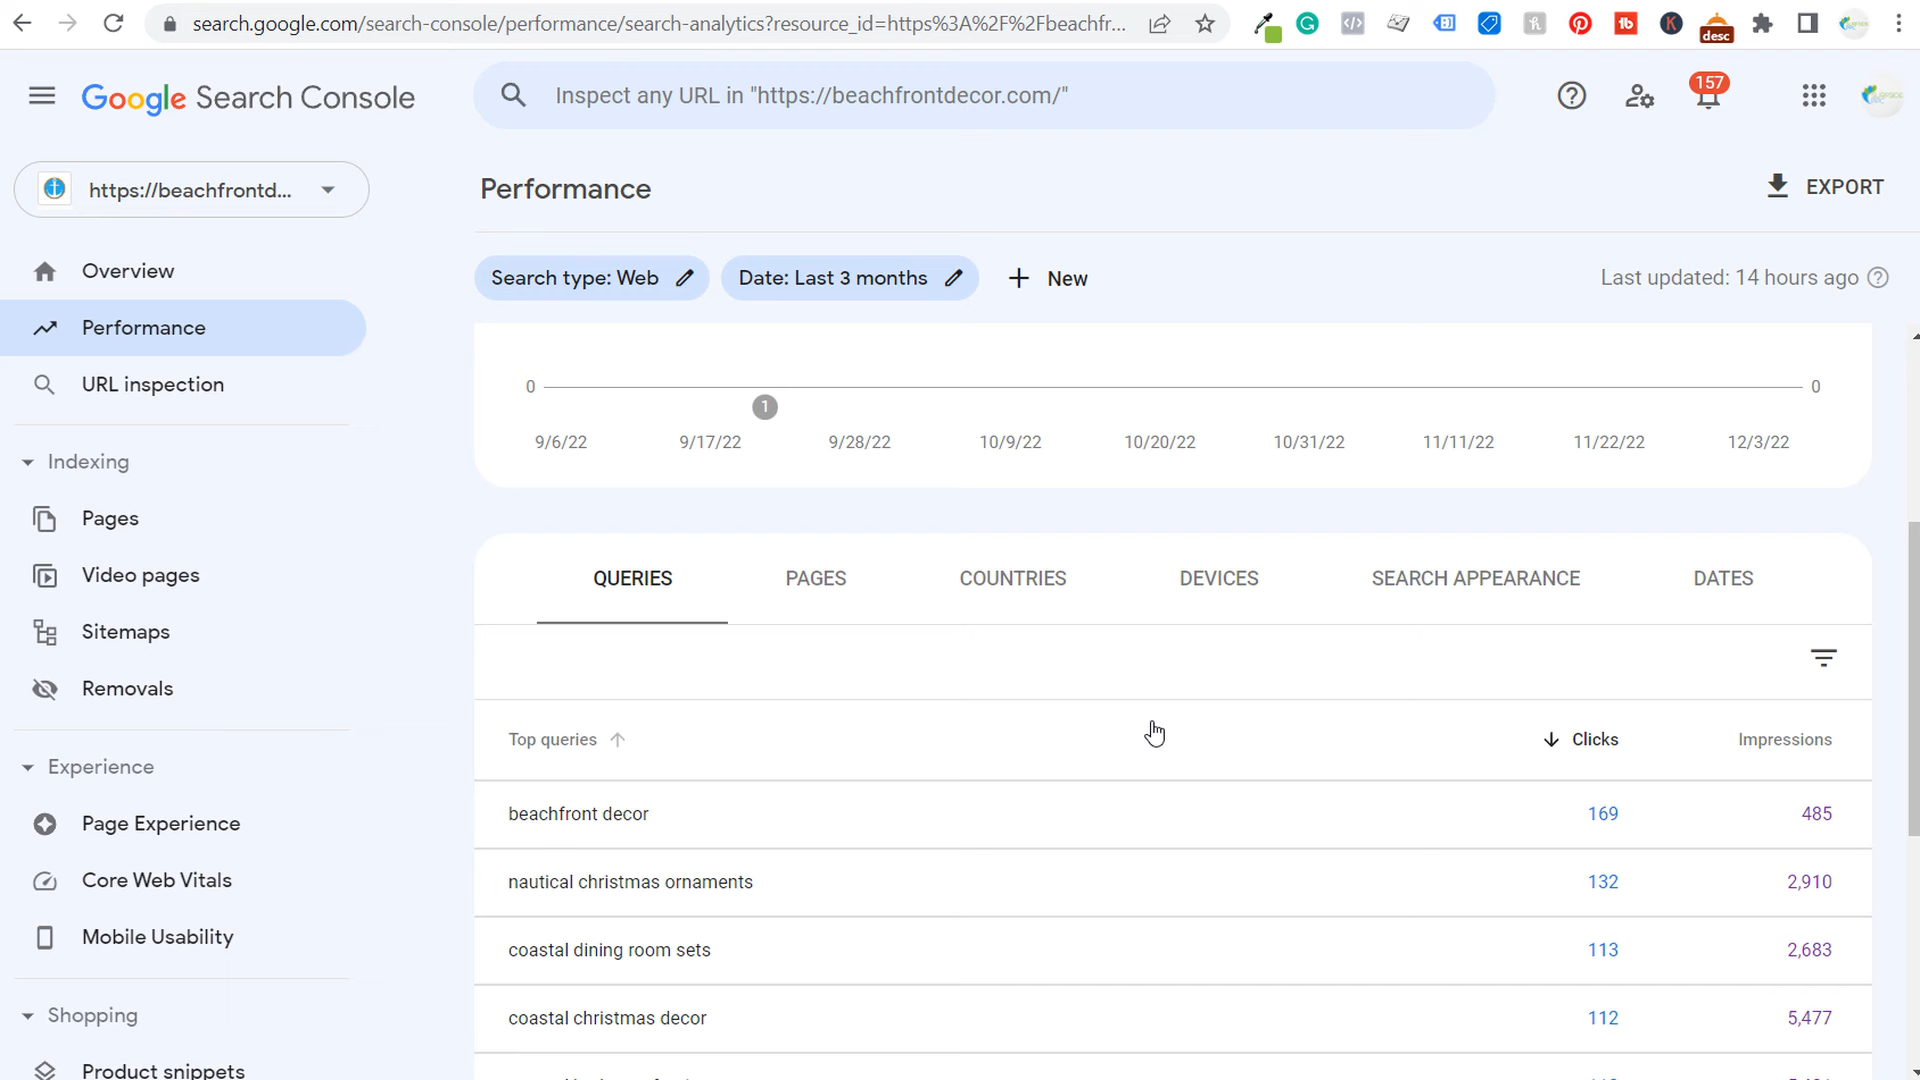 search.google.com/search-console/performance/search-analytics?resource_id=https%3A%2F%2Fbeachfr...
desc
Google Search Console
Inspect any URL in "https://beachfrontdecor.com/"
157
https://beachfrontd...
Performance
EXPORT
Search type: Web
Date: Last 3 months
New
Last updated: 14 hours ago
Overview
Performance
URL inspection
Indexing
Pages
Video pages
Sitemaps
Removals
Experience
Page Experience
Core Web Vitals
Mobile Usability
Shopping
Product snippets
0
0
1
9/6/22
9/17/22
9/28/22
10/9/22
10/20/22
10/31/22
11/11/22
11/22/22
12/3/22
QUERIES
PAGES
COUNTRIES
DEVICES
SEARCH APPEARANCE
DATES
Top queries
Clicks
Impressions
beachfront decor
169
485
nautical christmas ornaments
132
2,910
coastal dining room sets
113
2,683
coastal christmas decor
112
5,477